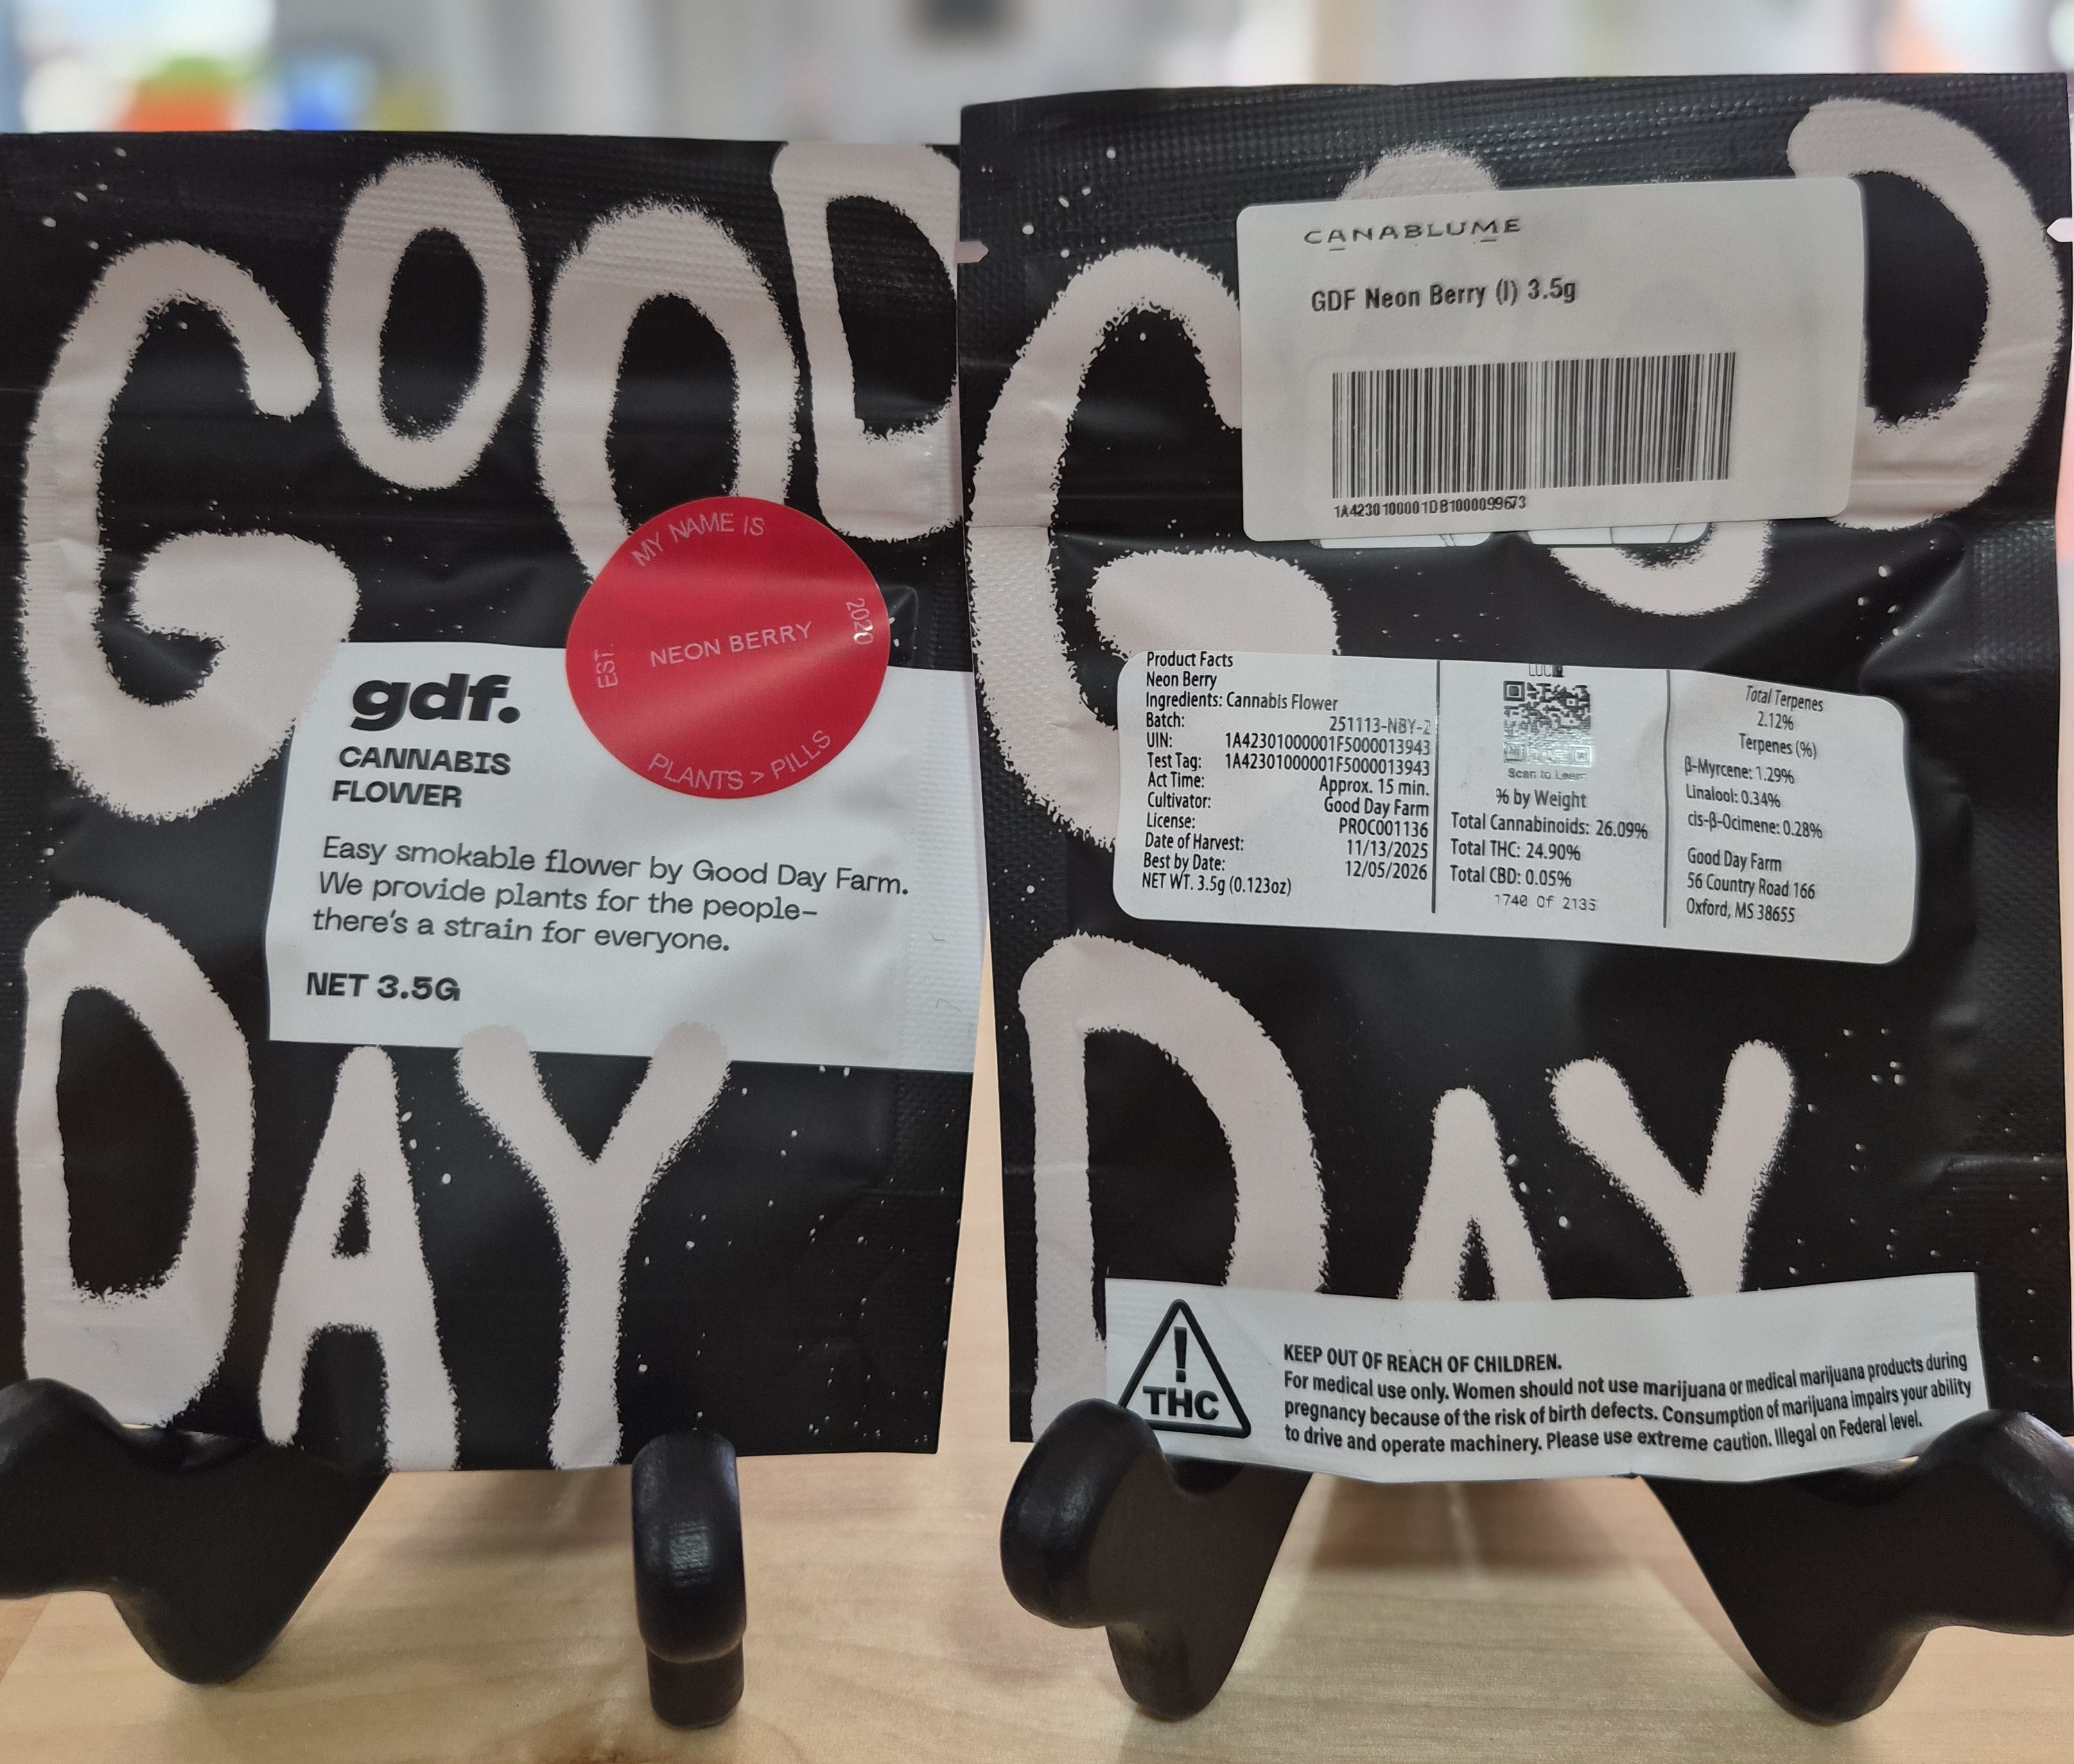 GOOD
MY NAME IS
EST. NEON BERRY 2020
PLANTS > PILLS
gdf.
CANNABIS
FLOWER
Easy smokable flower by Good Day Farm.
We provide plants for the people–
there's a strain for everyone.
NET 3.5G
DAY
CANABLUME
GDF Neon Berry (I) 3.5g
1A4230100001DB1000099673
Product Facts
Neon Berry
Ingredients: Cannabis Flower
Batch: 251113-NBY-2
UIN: 1A42301000001F5000013943
Test Tag: 1A42301000001F5000013943
Act Time: Approx. 15 min.
Cultivator: Good Day Farm
License: PROC001136
Date of Harvest: 11/13/2025
Best by Date: 12/05/2026
NET WT. 3.5g (0.123oz)
Scan to Learn
% by Weight
Total Cannabinoids: 26.09%
Total THC: 24.90%
Total CBD: 0.05%
1740 Of 2135
Total Terpenes
2.12%
Terpenes (%)
β-Myrcene: 1.29%
Linalool: 0.34%
cis-β-Ocimene: 0.28%
Good Day Farm
56 Country Road 166
Oxford, MS 38655
DAY
!
THC
KEEP OUT OF REACH OF CHILDREN.
For medical use only. Women should not use marijuana or medical marijuana products during
pregnancy because of the risk of birth defects. Consumption of marijuana impairs your ability
to drive and operate machinery. Please use extreme caution. Illegal on Federal level.